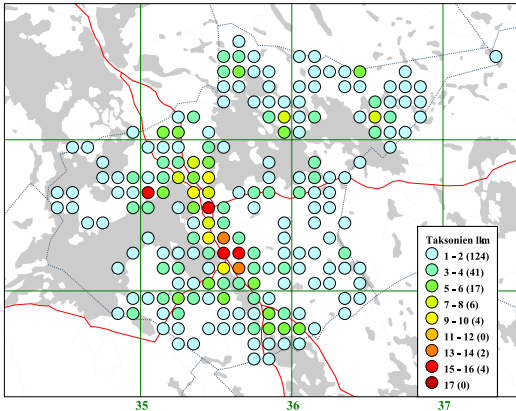 Taksonien lkm
1 - 2 (124)
3 - 4 (41)
5 - 6 (17)
7 - 8 (6)
9 - 10 (4)
11 - 12 (0)
13 - 14 (2)
15 - 16 (4)
17 (0)
35 36 37